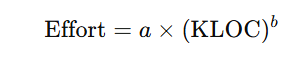 Effort = a × (KLOC)^b